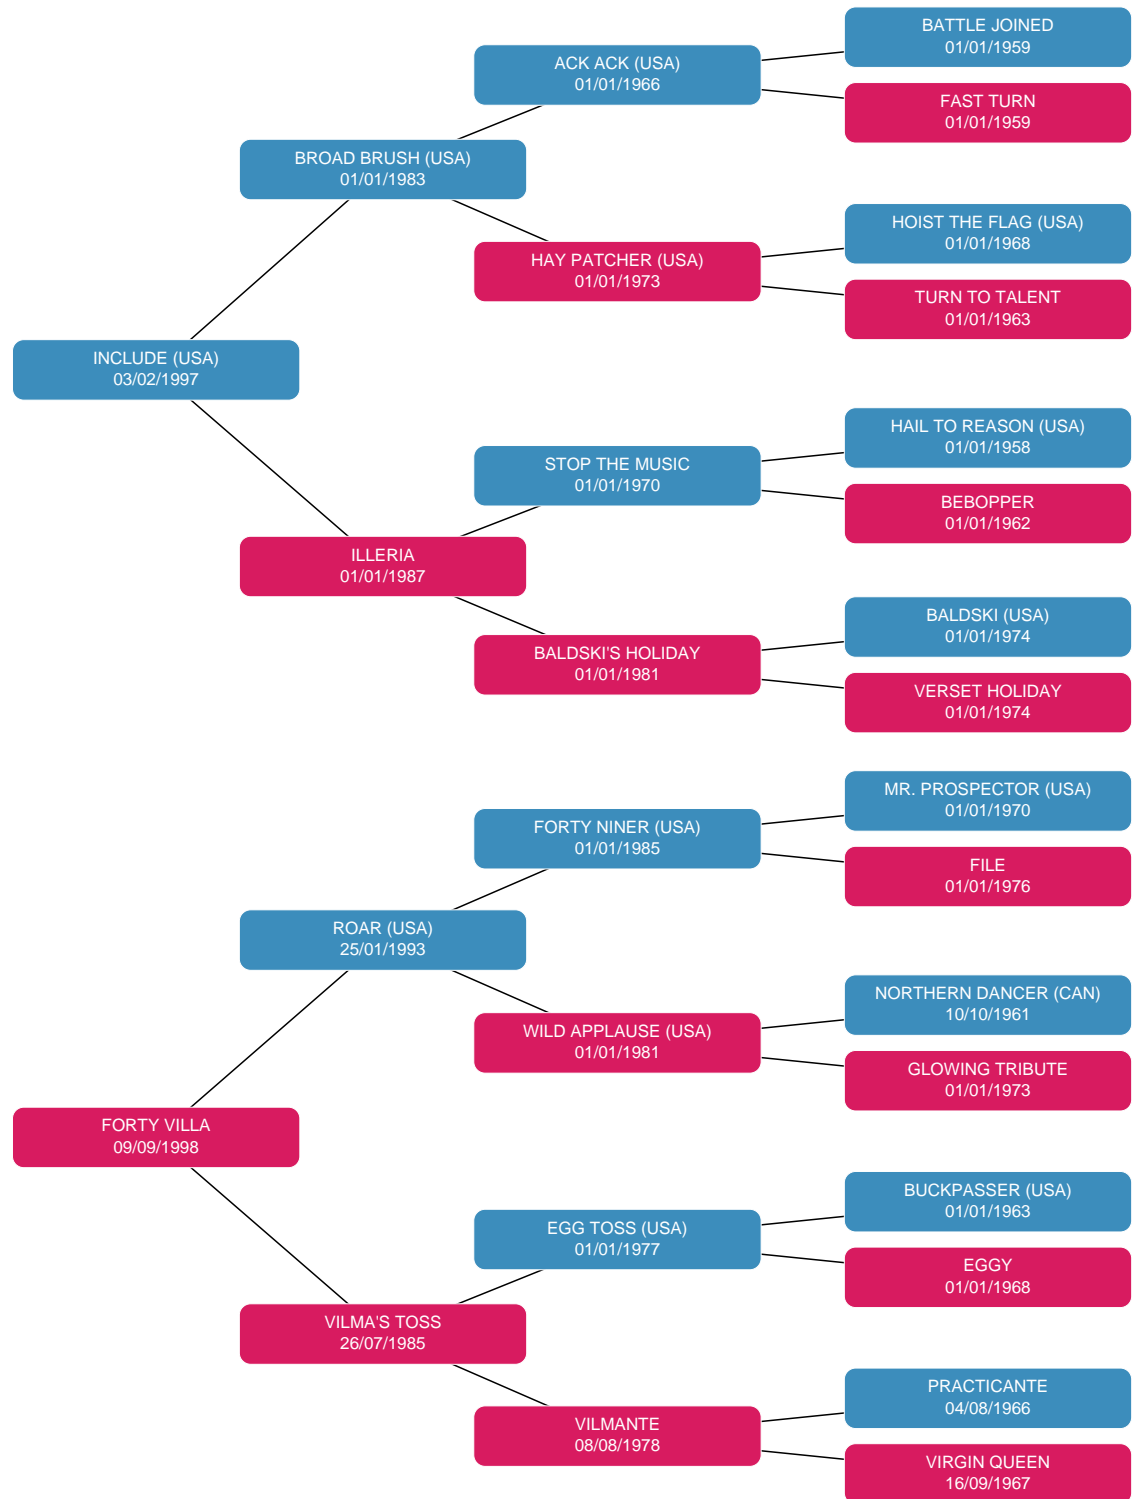 BATTLE JOINED
01/01/1959
ACK ACK (USA)
01/01/1966
FAST TURN
01/01/1959
BROAD BRUSH (USA)
01/01/1983
HOIST THE FLAG (USA)
01/01/1968
HAY PATCHER (USA)
01/01/1973
TURN TO TALENT
01/01/1963
INCLUDE (USA)
03/02/1997
HAIL TO REASON (USA)
01/01/1958
STOP THE MUSIC
01/01/1970
BEBOPPER
01/01/1962
ILLERIA
01/01/1987
BALDSKI (USA)
01/01/1974
BALDSKI'S HOLIDAY
01/01/1981
VERSET HOLIDAY
01/01/1974
MR. PROSPECTOR (USA)
01/01/1970
FORTY NINER (USA)
01/01/1985
FILE
01/01/1976
ROAR (USA)
25/01/1993
NORTHERN DANCER (CAN)
10/10/1961
WILD APPLAUSE (USA)
01/01/1981
GLOWING TRIBUTE
01/01/1973
FORTY VILLA
09/09/1998
BUCKPASSER (USA)
01/01/1963
EGG TOSS (USA)
01/01/1977
EGGY
01/01/1968
VILMA'S TOSS
26/07/1985
PRACTICANTE
04/08/1966
VILMANTE
08/08/1978
VIRGIN QUEEN
16/09/1967